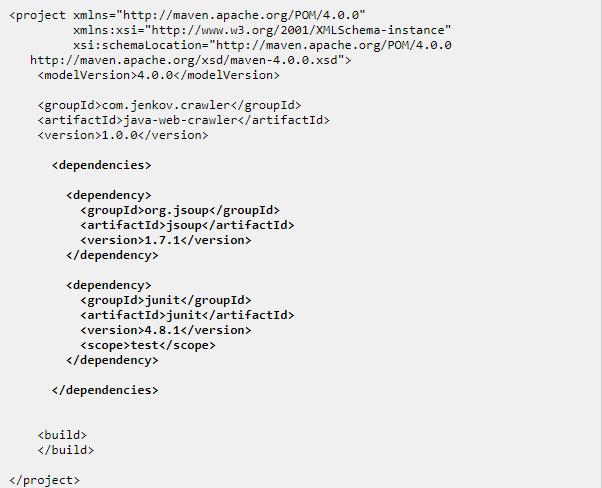 <project xmlns="http://maven.apache.org/POM/4.0.0"
xmlns:xsi="http://www.w3.org/2001/XMLSchema-instance"
xsi:schemaLocation="http://maven.apache.org/POM/4.0.0
http://maven.apache.org/xsd/maven-4.0.0.xsd">
<modelVersion>4.0.0</modelVersion>
<groupId>com.jenkov.crawler</groupId>
<artifactId>java-web-crawler</artifactId>
<version>1.0.0</version>
<dependencies>
<dependency>
<groupId>org.jsoup</groupId>
<artifactId>jsoup</artifactId>
<version>1.7.1</version>
</dependency>
<dependency>
<groupId>junit</groupId>
<artifactId>junit</artifactId>
<version>4.8.1</version>
<scope>test</scope>
</dependency>
</dependencies>
<build>
</build>
</project>